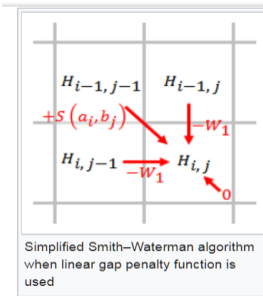 H_{i-1,j-1} H_{i-1,j}
+S(a_i,b_j) -W_1
H_{i,j-1} -W_1 H_{i,j}
0
Simplified Smith–Waterman algorithm
when linear gap penalty function is
used